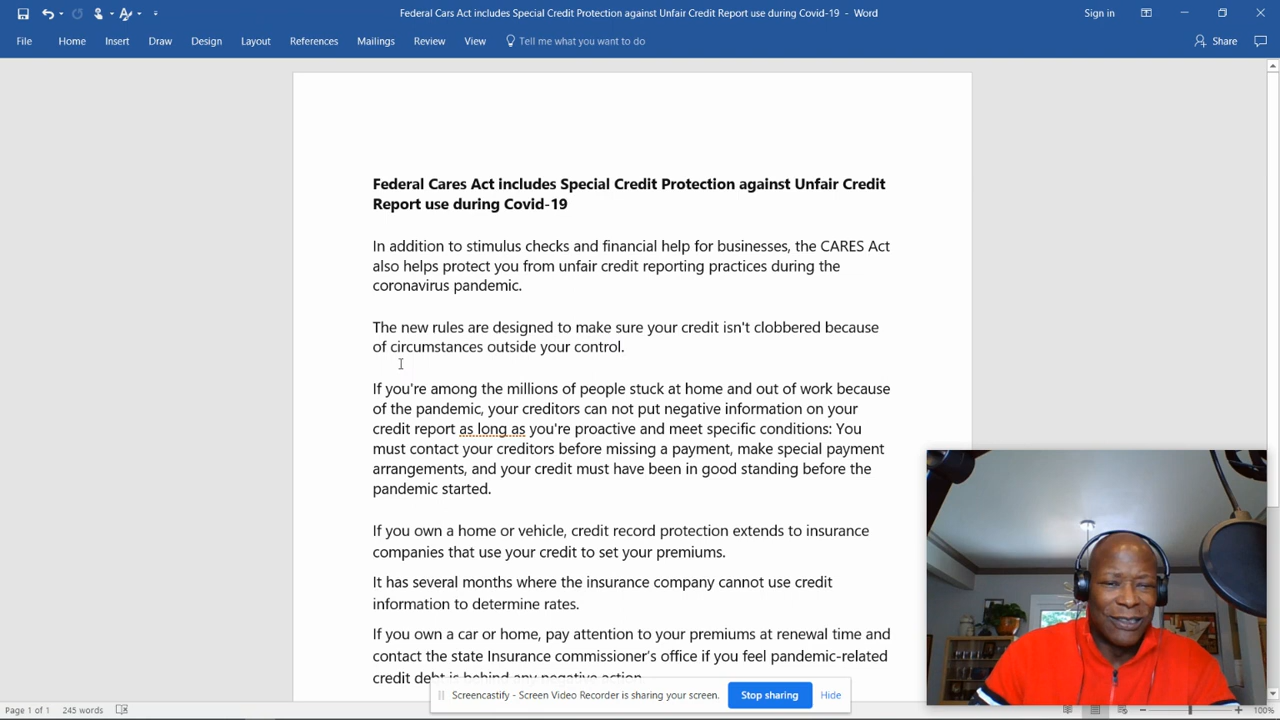 Federal Cars Act includes Special Credit Protection against Unfair Credit Report use during Covid-19 - Word
Sign in
File Home Insert Draw Design Layout References Mailings Review View Tell me what you want to do
Share
Federal Cares Act includes Special Credit Protection against Unfair Credit
Report use during Covid-19
In addition to stimulus checks and financial help for businesses, the CARES Act
also helps protect you from unfair credit reporting practices during the
coronavirus pandemic.
The new rules are designed to make sure your credit isn't clobbered because
of circumstances outside your control.
If you're among the millions of people stuck at home and out of work because
of the pandemic, your creditors can not put negative information on your
credit report as long as you're proactive and meet specific conditions: You
must contact your creditors before missing a payment, make special payment
arrangements, and your credit must have been in good standing before the
pandemic started.
If you own a home or vehicle, credit record protection extends to insurance
companies that use your credit to set your premiums.
It has several months where the insurance company cannot use credit
information to determine rates.
If you own a car or home, pay attention to your premiums at renewal time and
contact the state Insurance commissioner's office if you feel pandemic-related
credit debt is behind any negative action.
Screencastify - Screen Video Recorder is sharing your screen. Stop sharing Hide
Page 1 of 1 245 words
100%